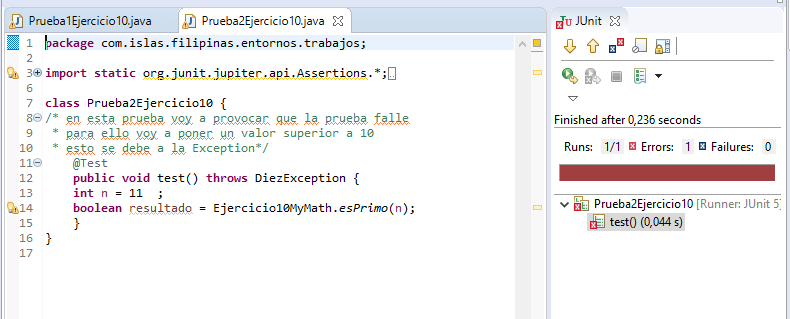 Prueba1Ejercicio10.java
Prueba2Ejercicio10.java
1 package com.islas.filipinas.entornos.trabajos;
2
3 import static org.junit.jupiter.api.Assertions.*;
6
7 class Prueba2Ejercicio10 {
8 /* en esta prueba voy a provocar que la prueba falle
9 * para ello voy a poner un valor superior a 10
10 * esto se debe a la Exception*/
11 @Test
12 public void test() throws DiezException {
13 int n = 11 ;
14 boolean resultado = Ejercicio10MyMath.esPrimo(n);
15 }
16 }
17
JUnit
Finished after 0,236 seconds
Runs: 1/1 Errors: 1 Failures: 0
Prueba2Ejercicio10 [Runner: JUnit 5]
test() (0,044 s)